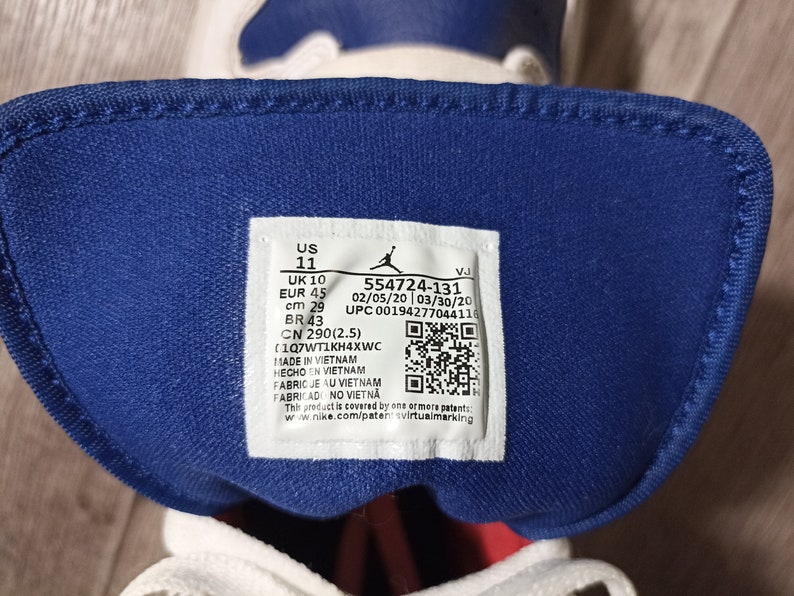 US
11
VJ
UK 10
554724-131
EUR 45
02/05/20 03/30/20
cm 29
UPC 00194277044116
BR 43
CN 290(2.5)
01Q7WT1KH4XWC
MADE IN VIETNAM
HECHO EN VIETNAM
FABRIQUE AU VIETNAM
FABRICADO NO VIETNÃ
This product is covered by one or more patents:
www.nike.com/patentsvirtualmarking